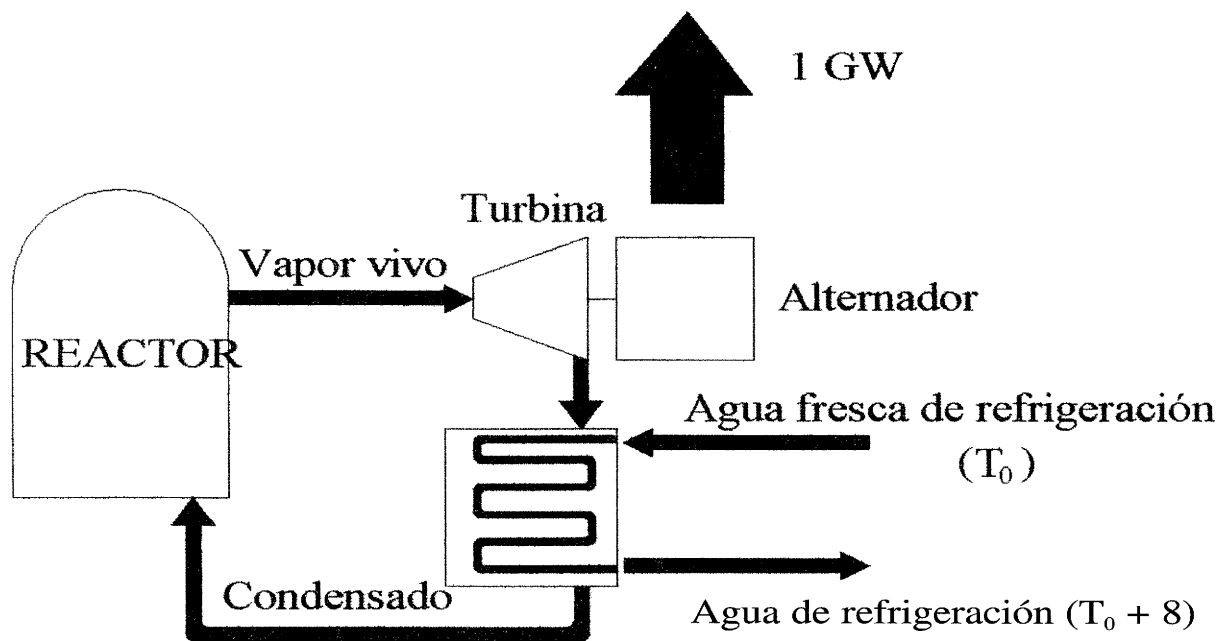 1 GW
Turbina
Vapor vivo
REACTOR
Alternador
Agua fresca de refrigeración
(T₀)
Condensado
Agua de refrigeración (T₀ + 8)